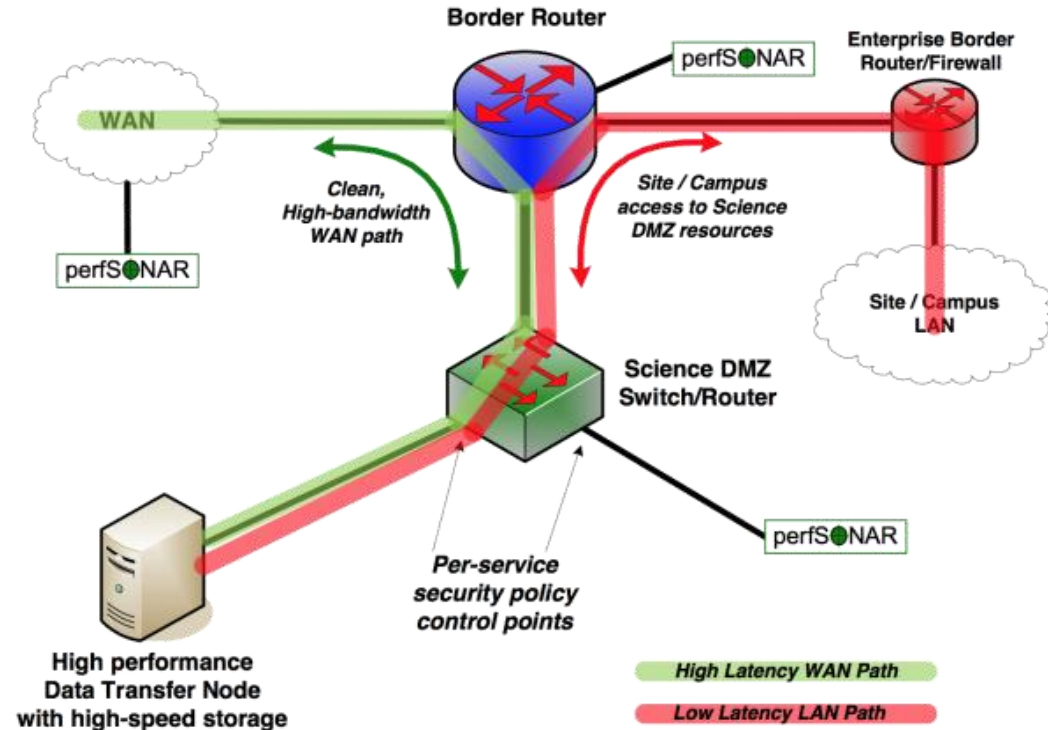 Border Router
perfSONAR
Enterprise Border
Router/Firewall
WAN
Clean,
High-bandwidth
WAN path
Site / Campus
access to Science
DMZ resources
perfSONAR
Site / Campus
LAN
Science DMZ
Switch/Router
perfSONAR
Per-service
security policy
control points
High performance
Data Transfer Node
with high-speed storage
High Latency WAN Path
Low Latency LAN Path